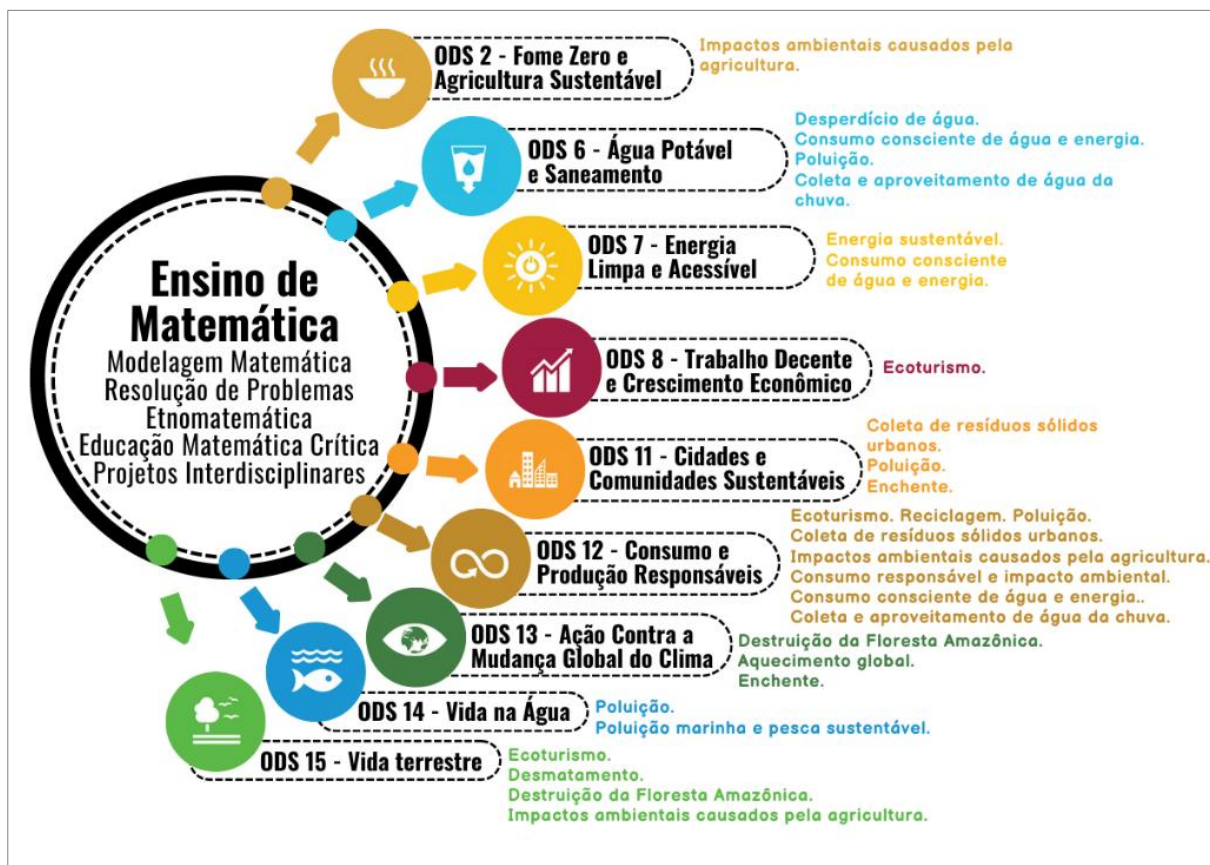 ODS 2 - Fome Zero e
Agricultura Sustentável
Impactos ambientais causados pela
agricultura.
ODS 6 - Água Potável
e Saneamento
Desperdício de água.
Consumo consciente de água e energia.
Poluição.
Coleta e aproveitamento de água da
chuva.
ODS 7 - Energia
Limpa e Acessível
Energia sustentável.
Consumo consciente
de água e energia.
Ensino de
Matemática
Modelagem Matemática
Resolução de Problemas
Etnomatemática
Educação Matemática Crítica
Projetos Interdisciplinares
ODS 8 - Trabalho Decente
e Crescimento Econômico
Ecoturismo.
ODS 11 - Cidades e
Comunidades Sustentáveis
Coleta de resíduos sólidos
urbanos.
Poluição.
Enchente.
ODS 12 - Consumo e
Produção Responsáveis
Ecoturismo. Reciclagem. Poluição.
Coleta de resíduos sólidos urbanos.
Impactos ambientais causados pela agricultura.
Consumo responsável e impacto ambiental.
Consumo consciente de água e energia..
Coleta e aproveitamento de água da chuva.
ODS 13 - Ação Contra a
Mudança Global do Clima
Destruição da Floresta Amazônica.
Aquecimento global.
Enchente.
ODS 14 - Vida na Água
Poluição.
Poluição marinha e pesca sustentável.
ODS 15 - Vida terrestre
Ecoturismo.
Desmatamento.
Destruição da Floresta Amazônica.
Impactos ambientais causados pela agricultura.